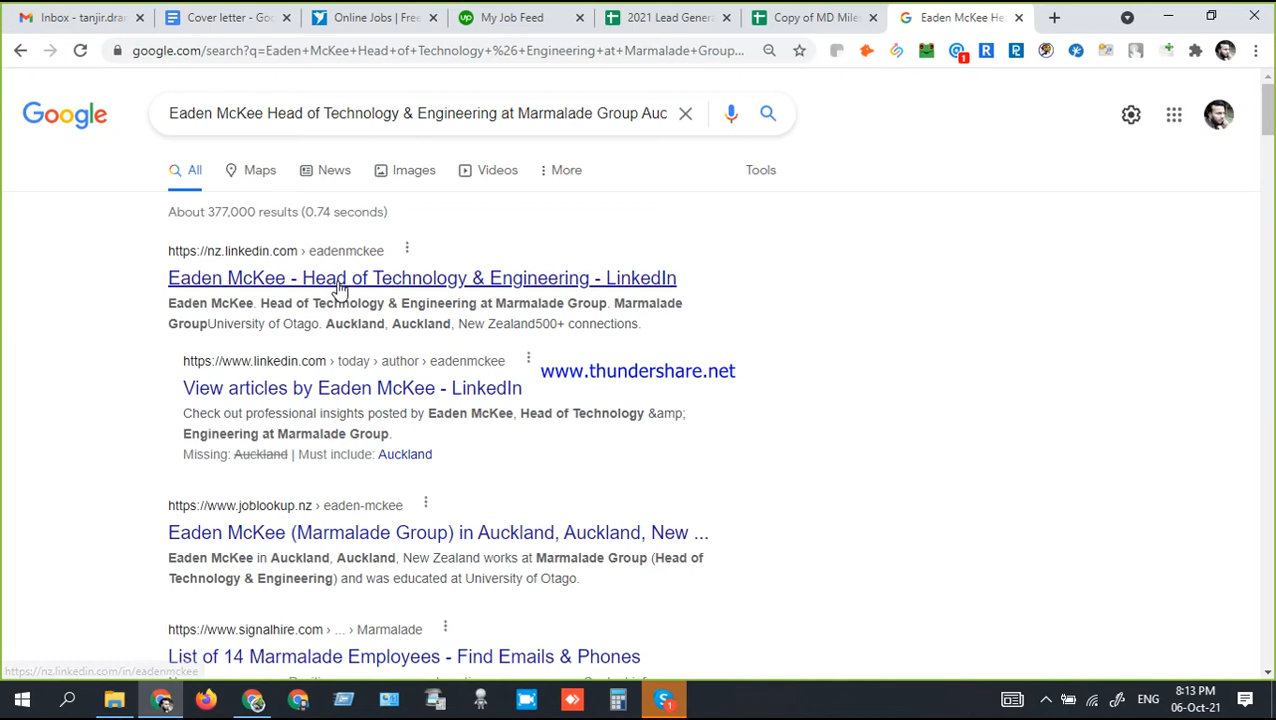 Inbox - tanjir.dra
Cover letter - Goo
Online Jobs | Free
My Job Feed
2021 Lead Genera
Copy of MD Miles
Eaden McKee He
google.com/search?q=Eaden+McKee+Head+of+Technology+%26+Engineering+at+Marmalade+Group...
1
Google
Eaden McKee Head of Technology & Engineering at Marmalade Group Auc
All
Maps
News
Images
Videos
More
Tools
About 377,000 results (0.74 seconds)
https://nz.linkedin.com › eadenmckee
Eaden McKee - Head of Technology & Engineering - LinkedIn
Eaden McKee. Head of Technology & Engineering at Marmalade Group. Marmalade
GroupUniversity of Otago. Auckland, Auckland, New Zealand500+ connections.
https://www.linkedin.com › today › author › eadenmckee
www.thundershare.net
View articles by Eaden McKee - LinkedIn
Check out professional insights posted by Eaden McKee, Head of Technology &amp;
Engineering at Marmalade Group.
Missing: Auckland | Must include: Auckland
https://www.joblookup.nz › eaden-mckee
Eaden McKee (Marmalade Group) in Auckland, Auckland, New ...
Eaden McKee in Auckland, Auckland, New Zealand works at Marmalade Group (Head of
Technology & Engineering) and was educated at University of Otago.
https://www.signalhire.com › ... › Marmalade
List of 14 Marmalade Employees - Find Emails & Phones
https://nz.linkedin.com/in/eadenmckee
ENG
8:13 PM
06-Oct-21